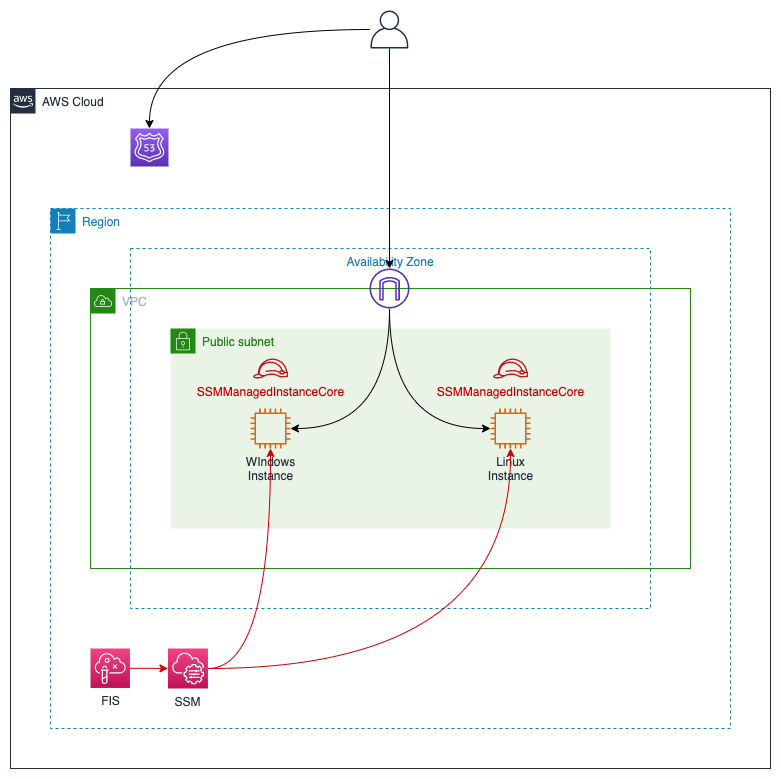 aws
AWS Cloud
53
Region
Availability Zone
VPC
Public subnet
SSMManagedInstanceCore
SSMManagedInstanceCore
WIndows
Instance
Linux
Instance
FIS
SSM